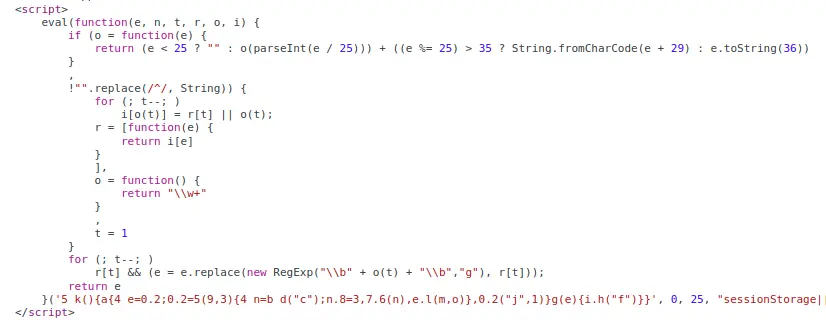 <script>
eval(function(e, n, t, r, o, i) {
if (o = function(e) {
return (e < 25 ? "" : o(parseInt(e / 25))) + ((e %= 25) > 35 ? String.fromCharCode(e + 29) : e.toString(36))
}
,
!"".replace(/^/, String)) {
for (; t--; )
i[o(t)] = r[t] || o(t);
r = [function(e) {
return i[e]
}
],
o = function() {
return "\\w+"
}
,
t = 1
}
for (; t--; )
r[t] && (e = e.replace(new RegExp("\\b" + o(t) + "\\b","g"), r[t]));
return e
}('5 k(){a{4 e=0.2;0.2=5(9,3){4 n=b d("c");n.8=3,7.6(n),e.l(m,o)},0.2("j",1)}g(e){i.h("f")}}', 0, 25, "sessionStorage||
</script>